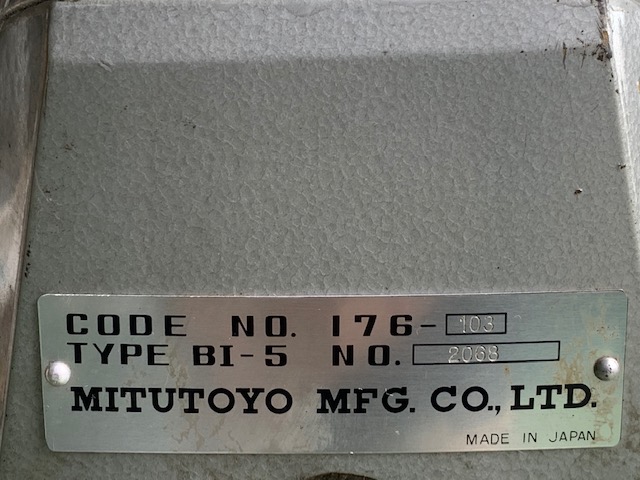 CODE NO. 176-103
TYPE BI-5 NO. 2068
MITUTOYO MFG. CO., LTD.
MADE IN JAPAN